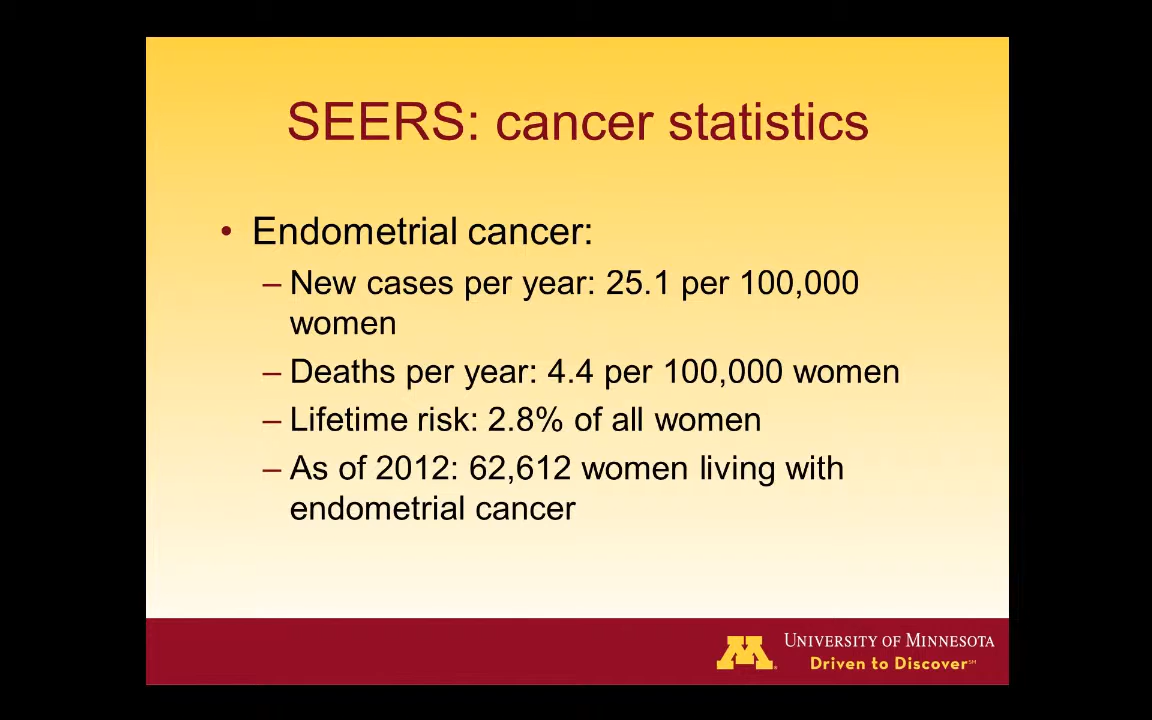 SEERS: cancer statistics
• Endometrial cancer:
– New cases per year: 25.1 per 100,000
women
– Deaths per year: 4.4 per 100,000 women
– Lifetime risk: 2.8% of all women
– As of 2012: 62,612 women living with
endometrial cancer
M
UNIVERSITY OF MINNESOTA
Driven to Discover℠